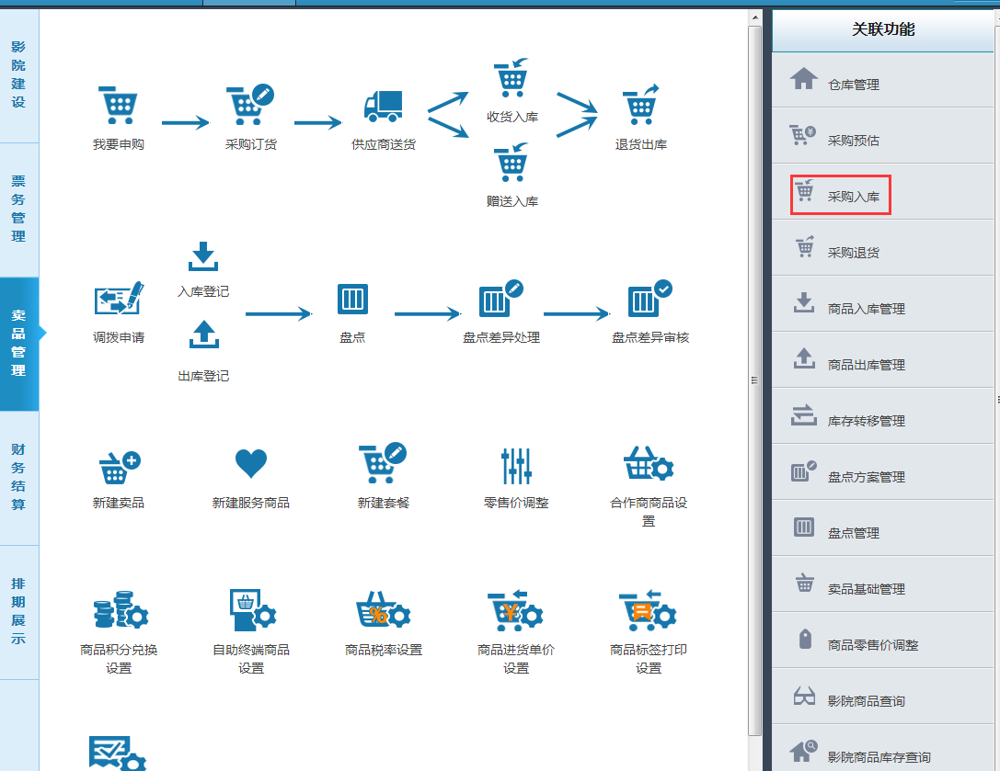 影院建设
票务管理
卖品管理
财务结算
排期展示
我要申购
采购订货
供应商送货
收货入库
赠送入库
退货出库
调拨申请
入库登记
出库登记
盘点
盘点差异处理
盘点差异审核
新建卖品
新建服务商品
新建套餐
零售价调整
合作商商品设
置
商品积分兑换
设置
自助终端商品
设置
商品税率设置
商品进货单价
设置
商品标签打印
设置
关联功能
仓库管理
采购预估
采购入库
采购退货
商品入库管理
商品出库管理
库存转移管理
盘点方案管理
盘点管理
卖品基础管理
商品零售价调整
影院商品查询
影院商品库存查询